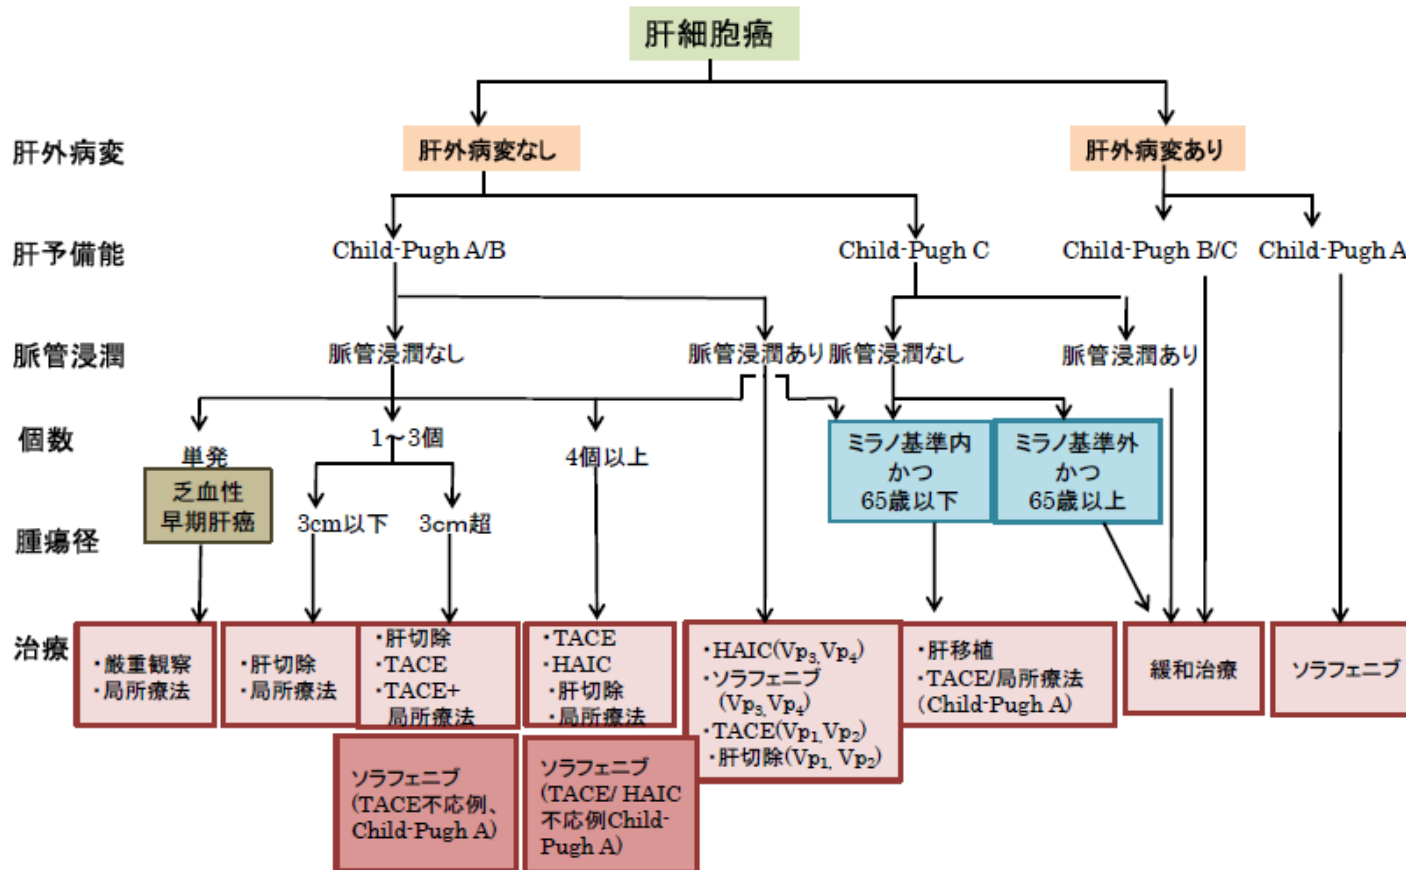 肝細胞癌
肝外病変
肝外病変なし
肝外病変あり
肝予備能
Child-Pugh A/B
Child-Pugh C
Child-Pugh B/C
Child-Pugh A
脈管浸潤
脈管浸潤なし
脈管浸潤あり
脈管浸潤なし
脈管浸潤あり
個数
単発
1～3個
4個以上
ミラノ基準内
かつ
65歳以下
ミラノ基準外
かつ
65歳以上
乏血性
早期肝癌
腫瘍径
3cm以下
3cm超
治療
・厳重観察
・局所療法
・肝切除
・局所療法
・肝切除
・TACE
・TACE+
局所療法
・TACE
・HAIC
・肝切除
・局所療法
・HAIC(Vp3,Vp4)
・ソラフェニブ
(Vp3,Vp4)
・TACE(Vp1,Vp2)
・肝切除(Vp1, Vp2)
・肝移植
・TACE/局所療法
(Child-Pugh A)
緩和治療
ソラフェニブ
ソラフェニブ
(TACE不応例、
Child-Pugh A)
ソラフェニブ
(TACE/ HAIC
不応例Child-
Pugh A)